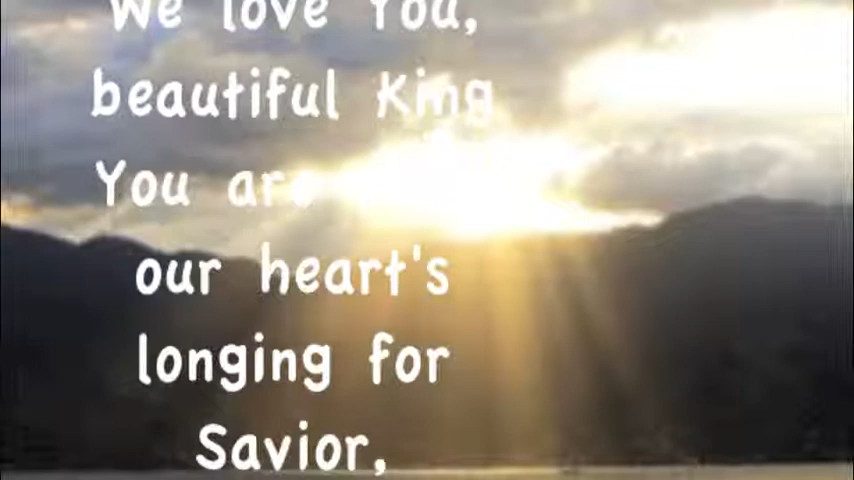 We love You,
beautiful King
You are
our heart's
longing for
Savior,